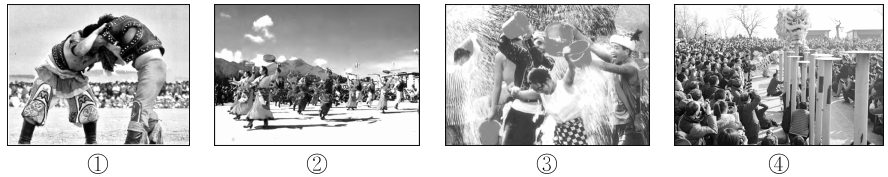 ① ② ③ ④